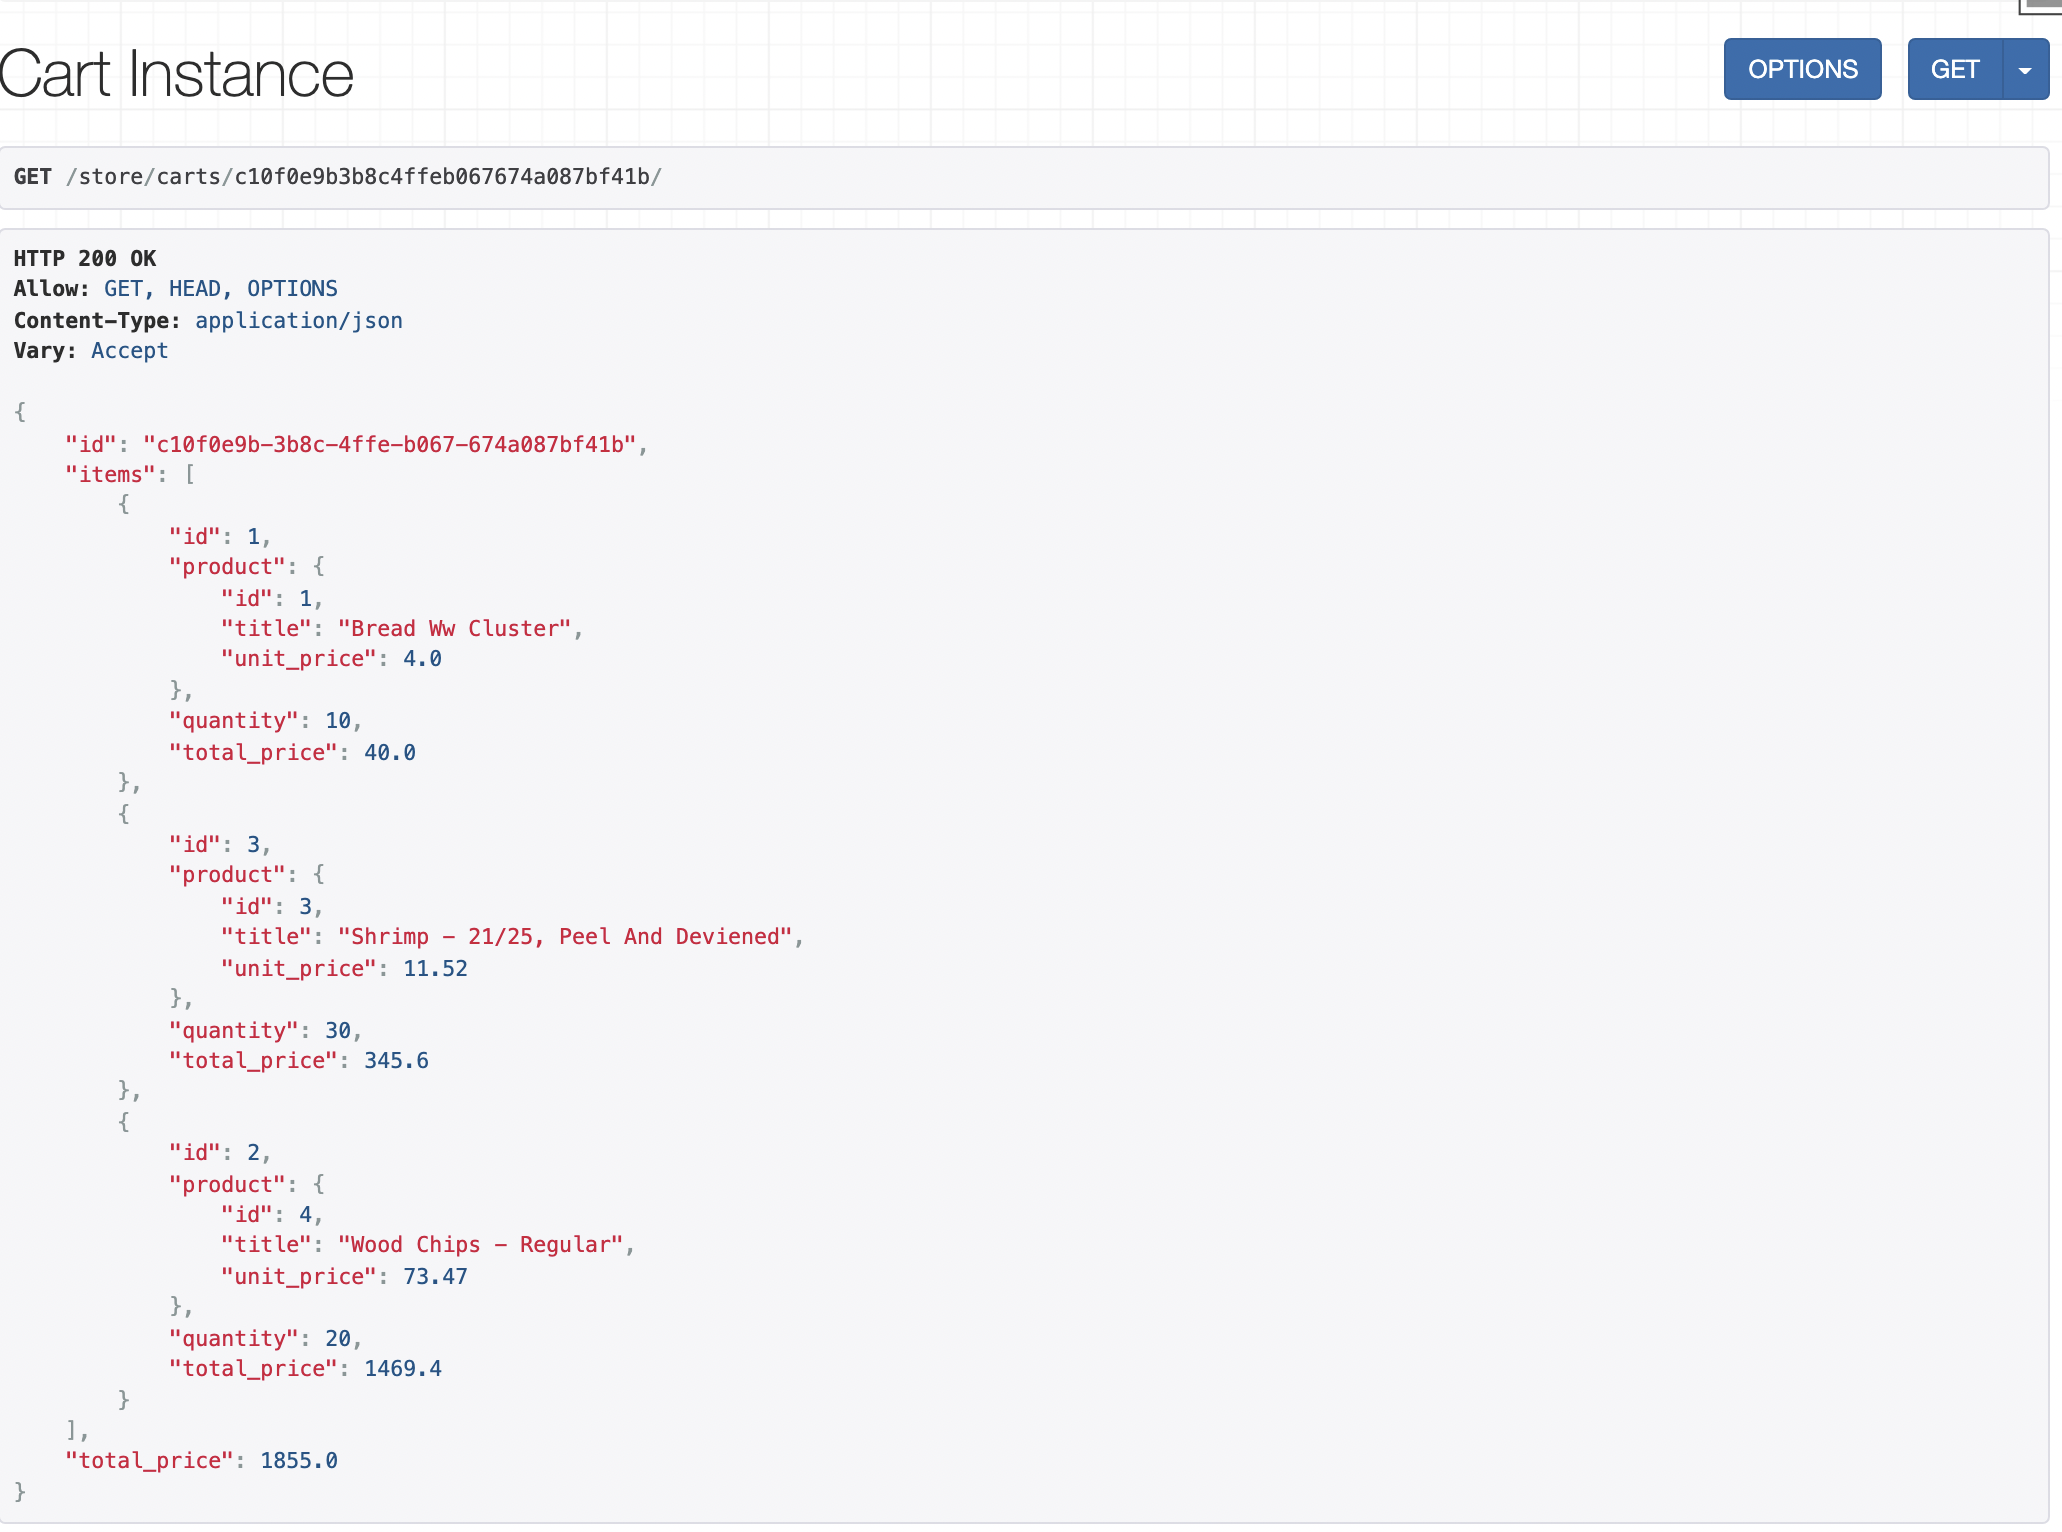 Cart Instance
OPTIONS
GET
GET /store/carts/c10f0e9b3b8c4ffeb067674a087bf41b/
HTTP 200 OK
Allow: GET, HEAD, OPTIONS
Content-Type: application/json
Vary: Accept
{
"id": "c10f0e9b-3b8c-4ffe-b067-674a087bf41b",
"items": [
{
"id": 1,
"product": {
"id": 1,
"title": "Bread Ww Cluster",
"unit_price": 4.0
},
"quantity": 10,
"total_price": 40.0
},
{
"id": 3,
"product": {
"id": 3,
"title": "Shrimp - 21/25, Peel And Deviened",
"unit_price": 11.52
},
"quantity": 30,
"total_price": 345.6
},
{
"id": 2,
"product": {
"id": 4,
"title": "Wood Chips - Regular",
"unit_price": 73.47
},
"quantity": 20,
"total_price": 1469.4
}
],
"total_price": 1855.0
}